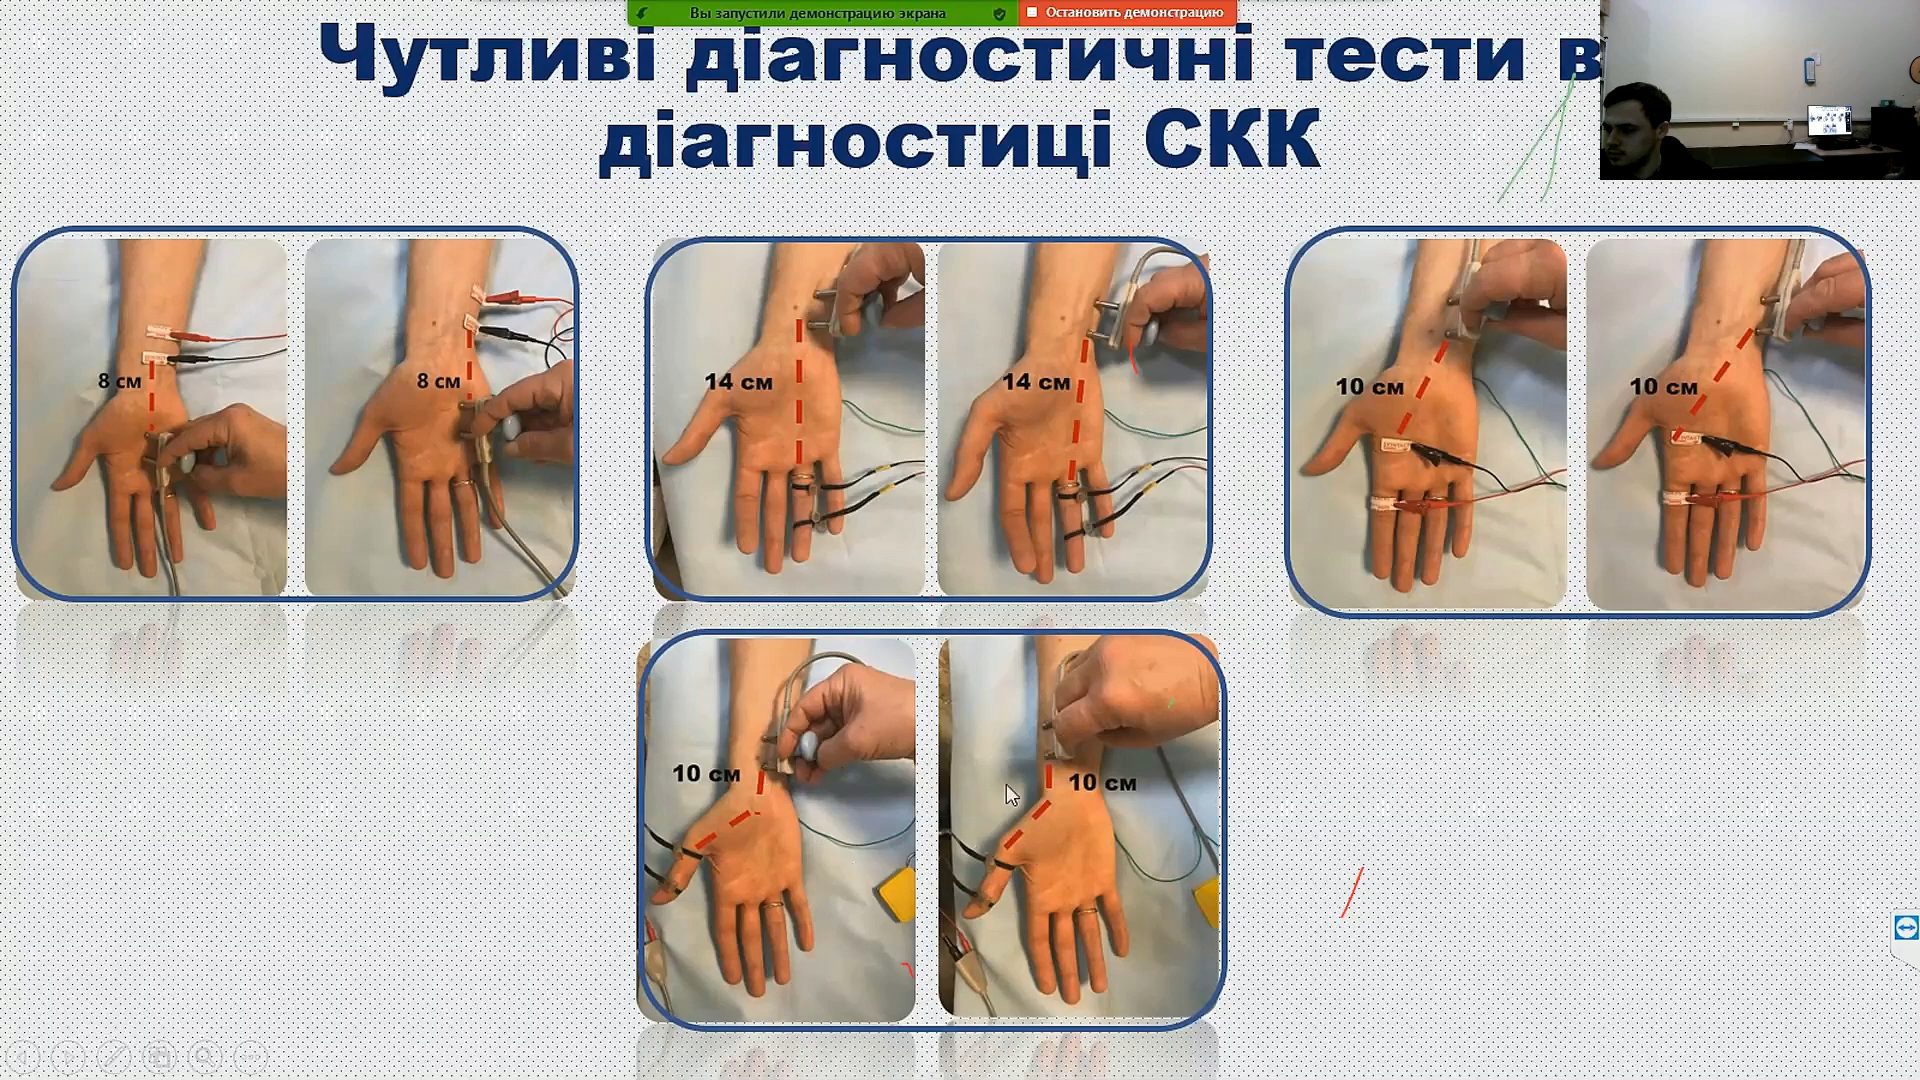 Вы запустили демонстрацию экрана
Остановить демонстрацию
Чутливі діагностичні тести в
діагностиці СКК
8 см
8 см
14 см
14 см
10 см
10 см
10 см
10 см